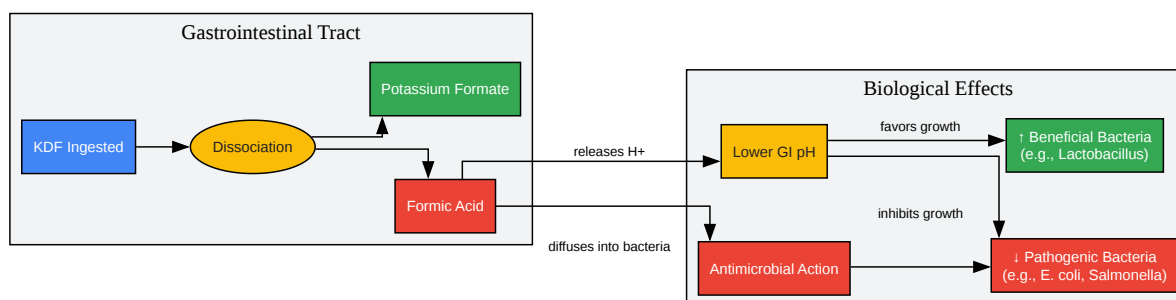 Gastrointestinal Tract
KDF Ingested
Dissociation
Potassium Formate
Formic Acid
releases H+
diffuses into bacteria
Biological Effects
Lower GI pH
Antimicrobial Action
favors growth
inhibits growth
↑ Beneficial Bacteria
(e.g., Lactobacillus)
↓ Pathogenic Bacteria
(e.g., E. coli, Salmonella)